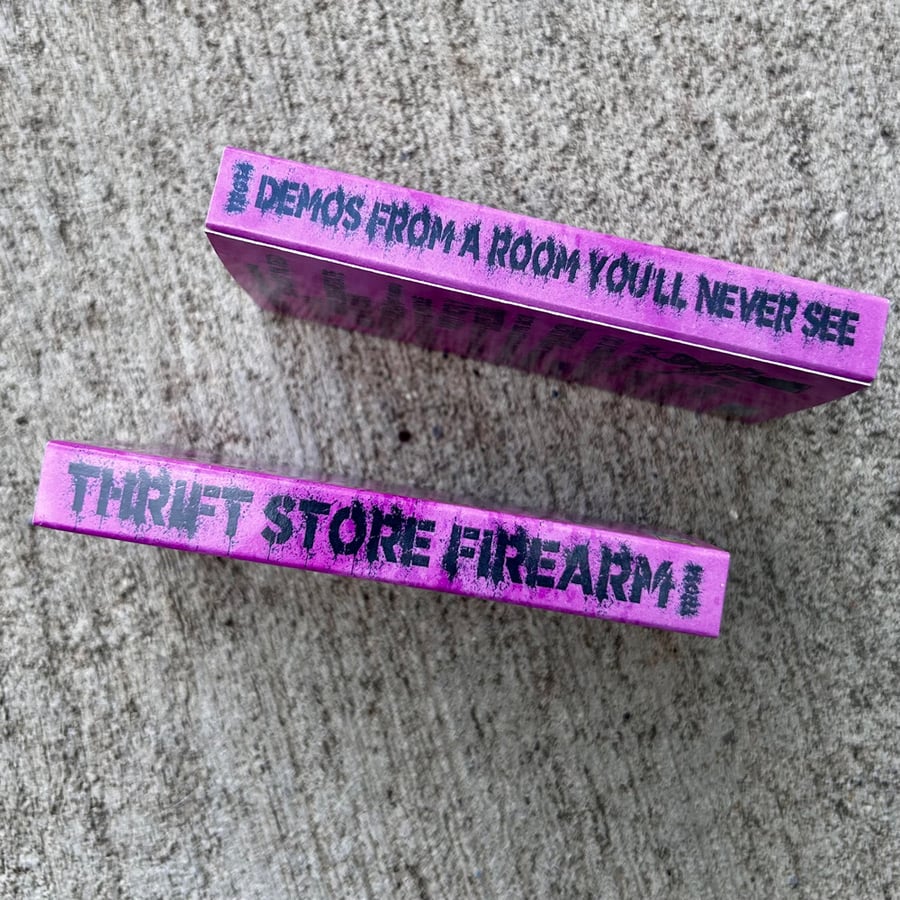 DEMOS FROM A ROOM YOU'LL NEVER SEE
THRIFT STORE FIREARM